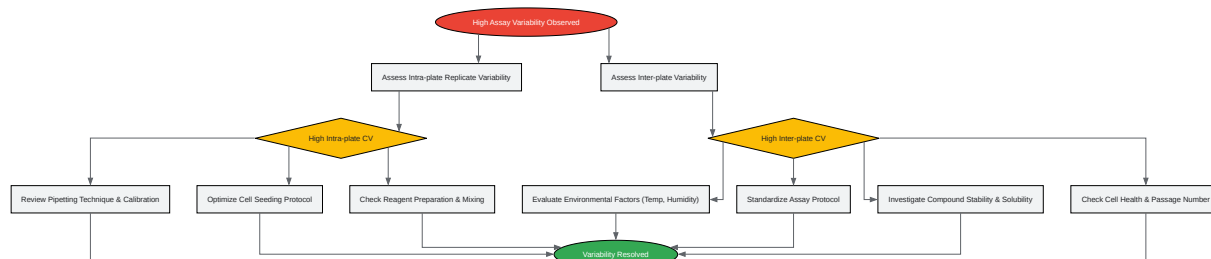 High Assay Variability Observed
Assess Intra-plate Replicate Variability
Assess Inter-plate Variability
High Intra-plate CV
High Inter-plate CV
Review Pipetting Technique & Calibration
Optimize Cell Seeding Protocol
Check Reagent Preparation & Mixing
Evaluate Environmental Factors (Temp, Humidity)
Standardize Assay Protocol
Investigate Compound Stability & Solubility
Check Cell Health & Passage Number
Variability Resolved